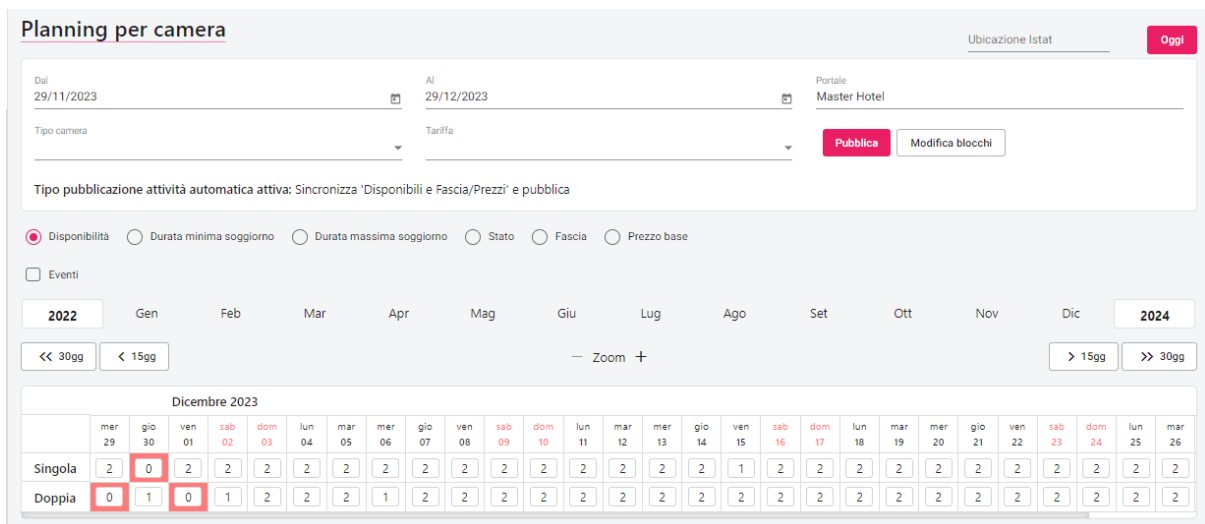 Planning per camera
Ubicazione Istat
Oggi
Dal Al Portale
29/11/2023 29/12/2023 Master Hotel
Tipo camera Tariffa
Pubblica Modifica blocchi
Tipo pubblicazione attività automatica attiva: Sincronizza 'Disponibili e Fascia/Prezzi' e pubblica
Disponibilità Durata minima soggiorno Durata massima soggiorno Stato Fascia Prezzo base
Eventi
2022 Gen Feb Mar Apr Mag Giu Lug Ago Set Ott Nov Dic 2024
<< 30gg < 15gg − Zoom + > 15gg >> 30gg
Dicembre 2023
mer gio ven sab dom lun mar mer gio ven sab dom lun mar mer gio ven sab dom lun mar mer gio ven sab dom lun mar
29 30 01 02 03 04 05 06 07 08 09 10 11 12 13 14 15 16 17 18 19 20 21 22 23 24 25 26
Singola 2 0 2 2 2 2 2 2 2 2 2 2 2 2 2 2 1 2 2 2 2 2 2 2 2 2 2 2
Doppia 0 1 0 1 2 2 2 1 2 2 2 2 2 2 2 2 2 2 2 2 2 2 2 2 2 2 2 2